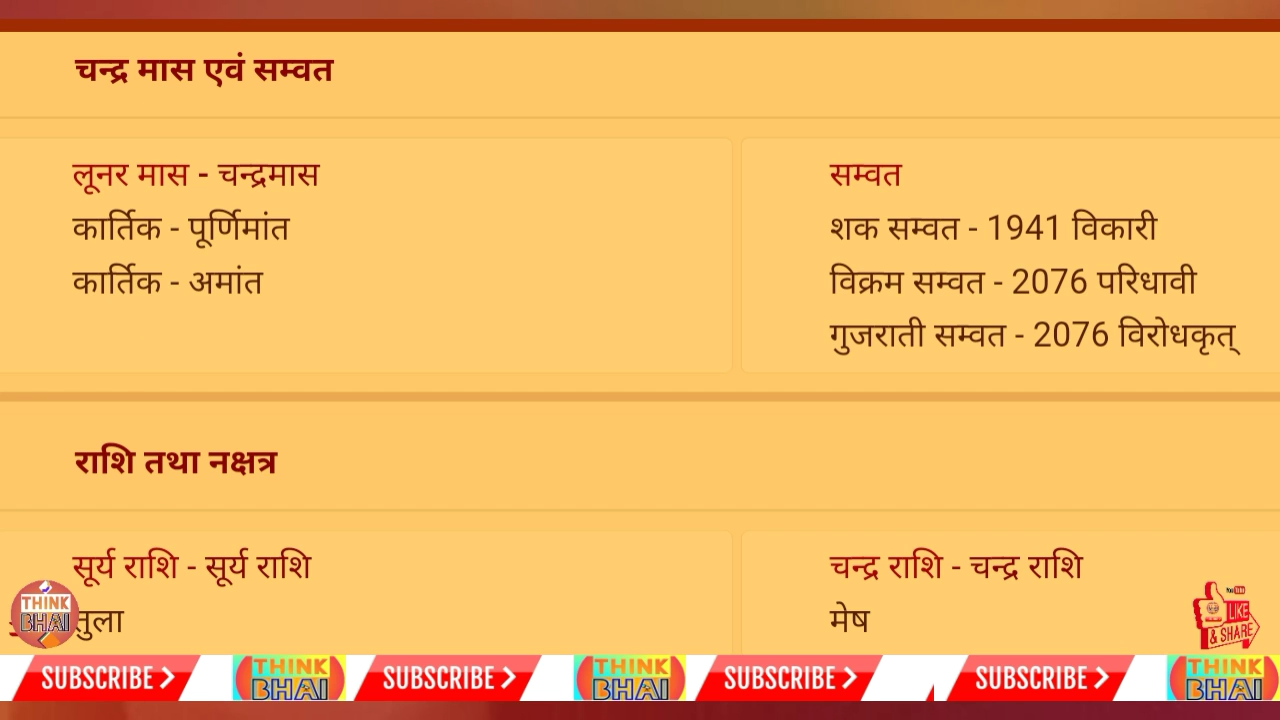 चन्द्र मास एवं सम्वत
लूनर मास - चन्द्रमास
कार्तिक - पूर्णिमांत
कार्तिक - अमांत
सम्वत
शक सम्वत - 1941 विकारी
विक्रम सम्वत - 2076 परिधावी
गुजराती सम्वत - 2076 विरोधकृत्
राशि तथा नक्षत्र
सूर्य राशि - सूर्य राशि
चन्द्र राशि - चन्द्र राशि
मेष
THINK
BHAI
YouTube
LIKE
& SHARE
SUBSCRIBE > THINK BHAI SUBSCRIBE > THINK BHAI SUBSCRIBE > SUBSCRIBE > THINK BHAI